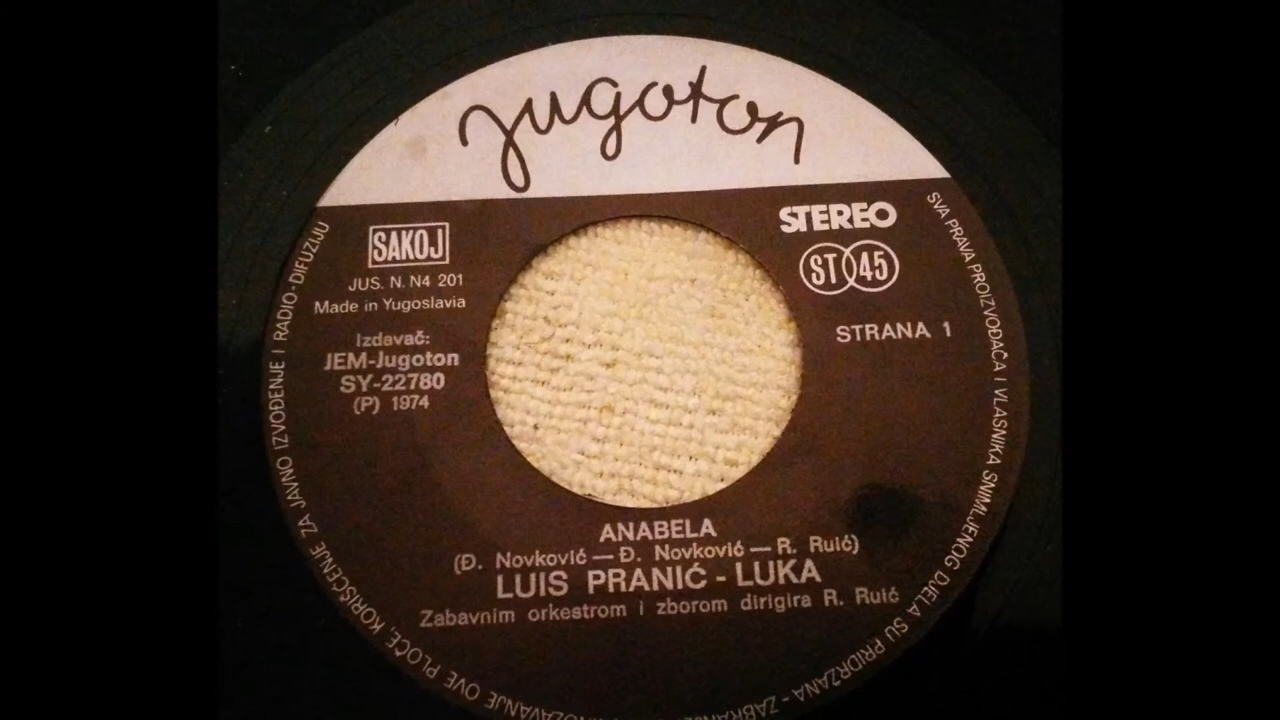 jugoton
SAKOJ
JUS. N. N4 201
Made in Yugoslavia
Izdavač:
JEM-Jugoton
SY-22780
(P) 1974
STEREO
ST 45
STRANA 1
ANABELA
(Đ. Novković — Đ. Novković — R. Ruić)
LUIS PRANIĆ - LUKA
Zabavnim orkestrom i zborom dirigira R. Ruić
SVA PRAVA PROIZVOĐAČA I VLASNIKA SNIMLJENOG DJELA SU PRIDRŽANA - KORIŠĆENJE ZA JAVNO IZVOĐENJE I RADIO-DIFUZIJU OVE PLOČE,